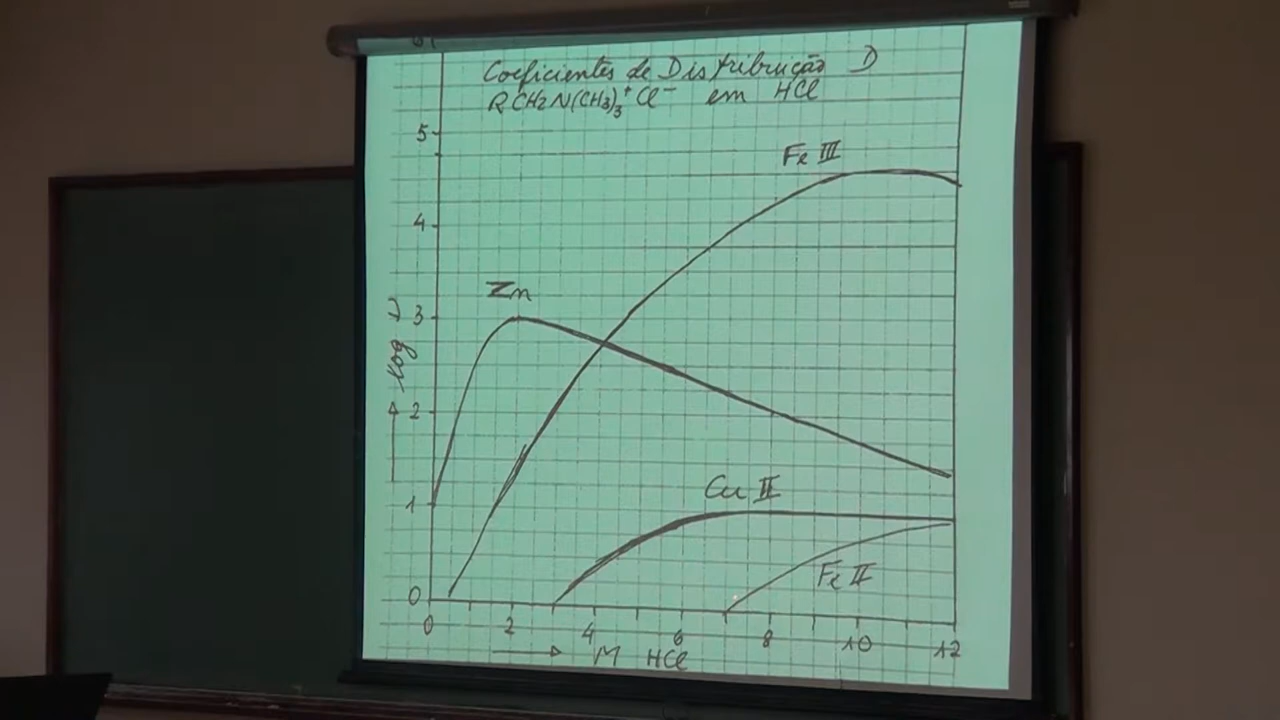 Coeficientes de Distribuição D
RCH2N(CH3)3+Cl- em HCl
5
Fe III
4
Zn
3
log D
2
Cu II
1
Fe II
0
0 2 4 6 8 10 12
M HCl